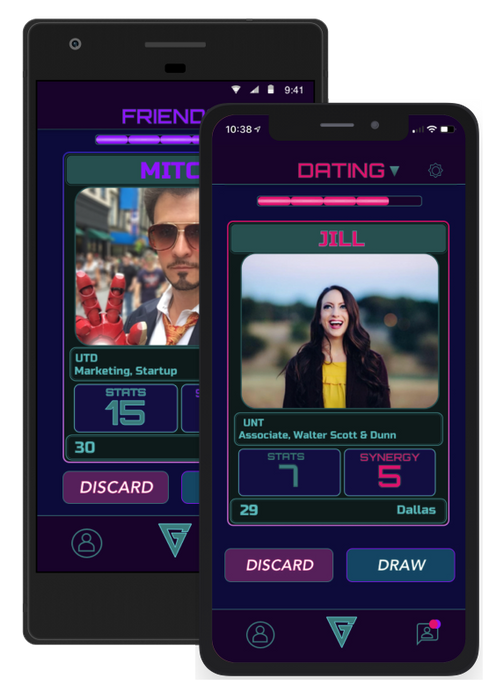 9:41
FRIEND
MITC
UTD
Marketing, Startup
STATS
15
S
30
DISCARD
10:38
DATING
JILL
UNT
Associate, Walter Scott & Dunn
STATS
7
SYNERGY
5
29
Dallas
DISCARD
DRAW